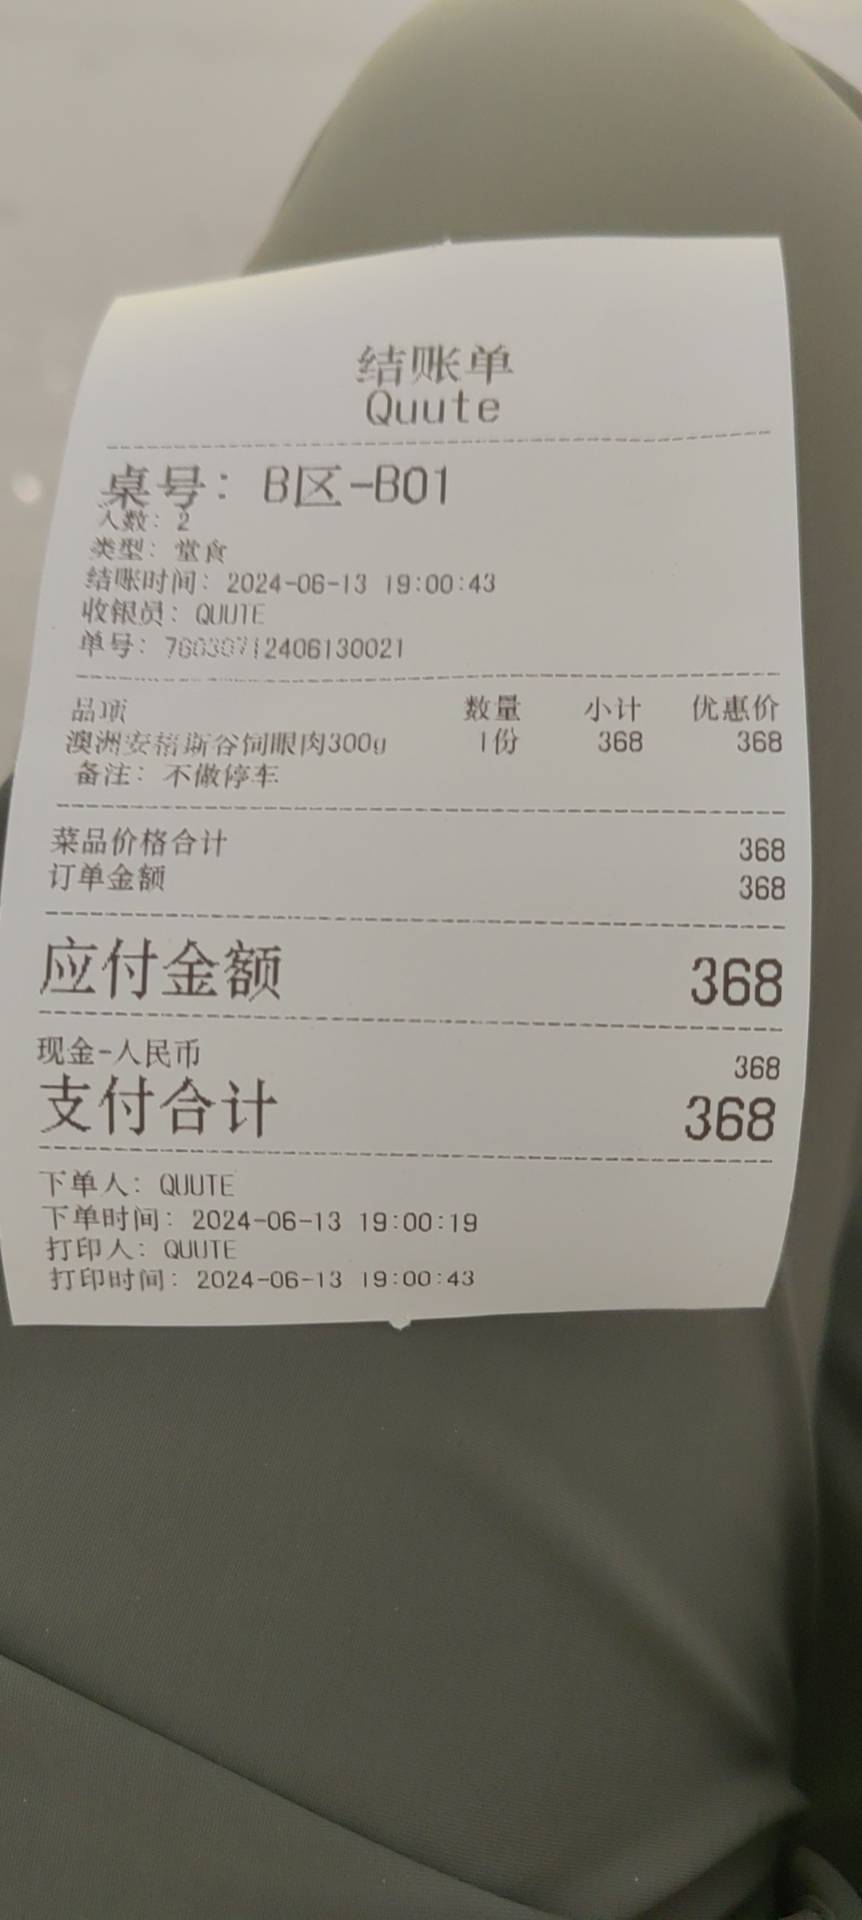 结账单
Quute
桌号：B区-B01
人数：2
类型：堂食
结账时间：2024-06-13 19:00:43
收银员：QUUTE
单号：76030712406130021
品项 数量 小计 优惠价
澳洲安格斯谷饲眼肉300g 1份 368 368
备注：不做停车
菜品价格合计 368
订单金额 368
应付金额 368
现金-人民币 368
支付合计 368
下单人：QUUTE
下单时间：2024-06-13 19:00:19
打印人：QUUTE
打印时间：2024-06-13 19:00:43